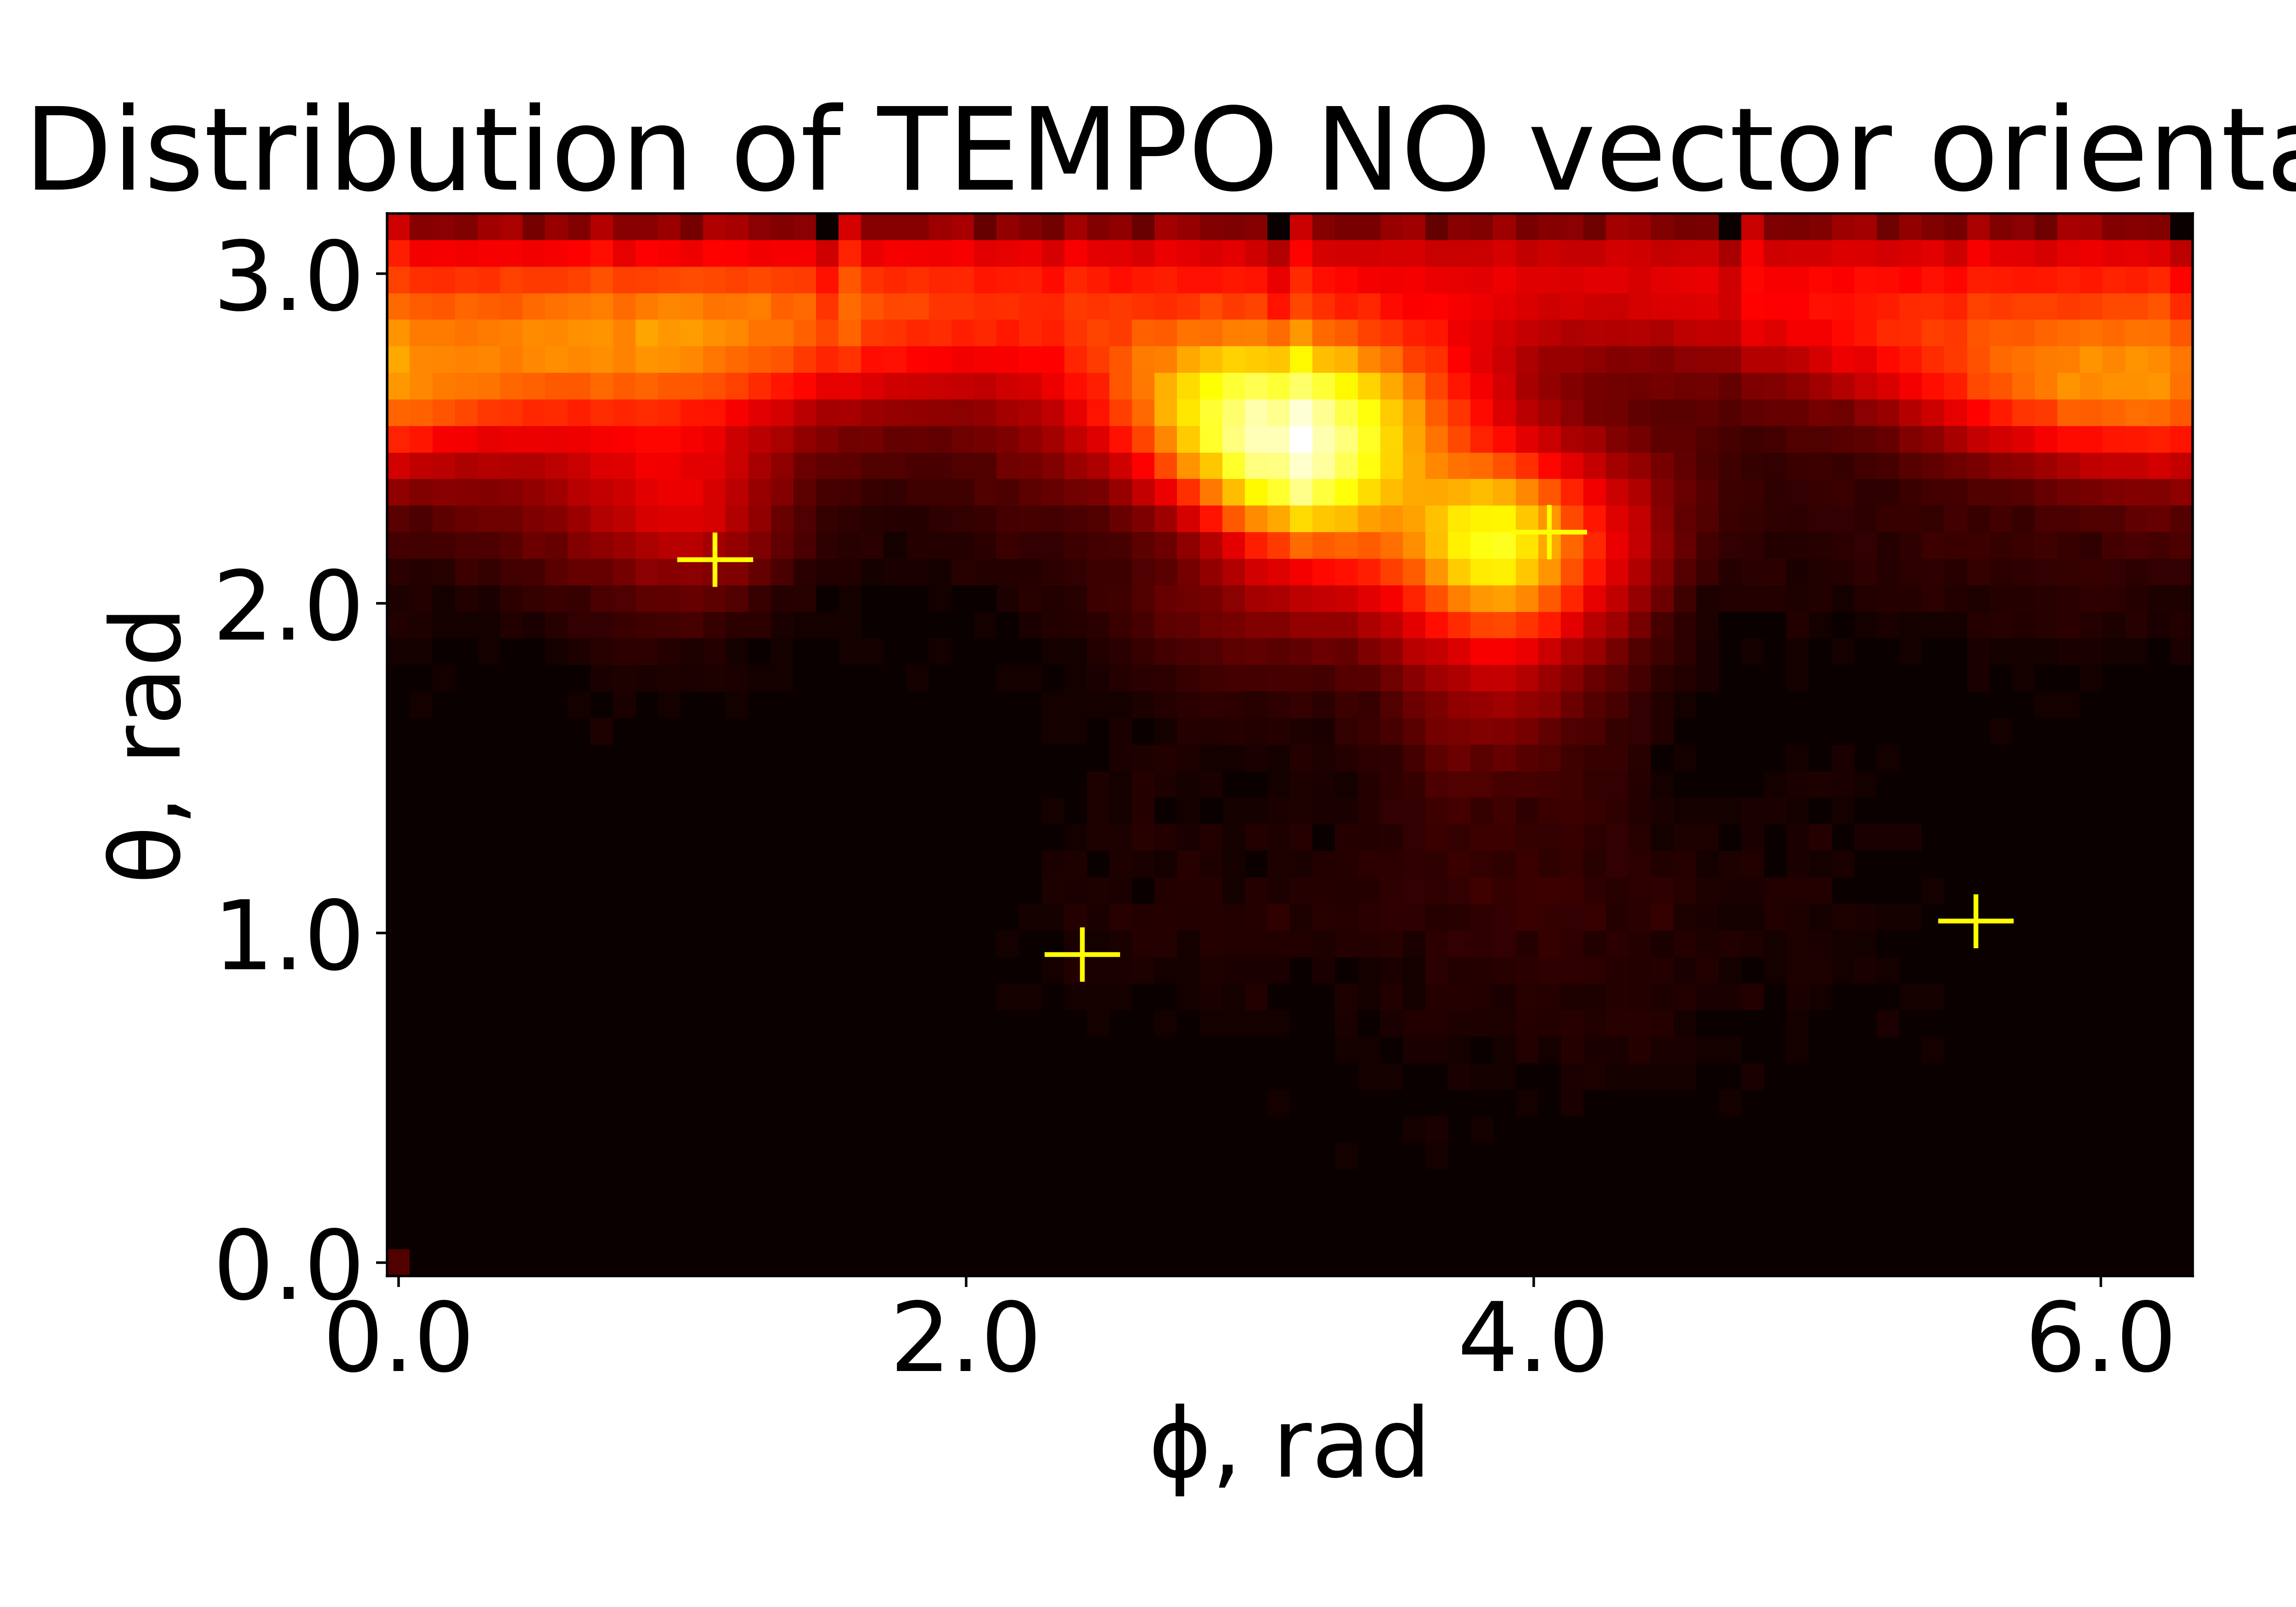 Distribution of TEMPO NO vector orienta
3.0
2.0
1.0
0.0
θ, rad
0.0 2.0 4.0 6.0
ϕ, rad